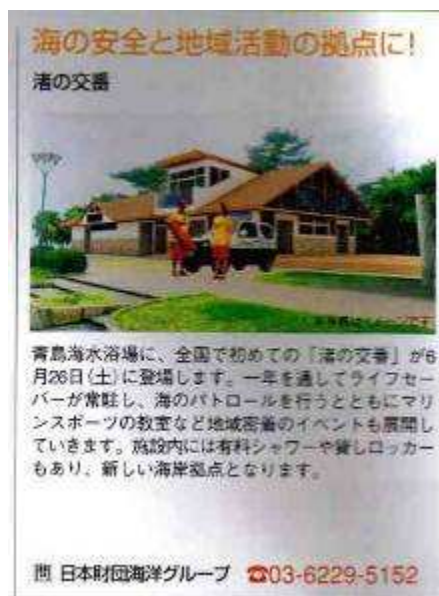 海の安全と地域活動の拠点に!
渚の交番
青島海水浴場に、全国で初めての「渚の交番」が6
月26日(土)に登場します。一年を通してライフセー
バーが常駐し、海のパトロールを行うとともにマリ
ンスポーツの教室など地域密着のイベントも展開し
ていきます。施設内には有料シャワーや貸しロッカー
もあり、新しい海岸拠点となります。
問 日本財団海洋グループ ☎03-6229-5152